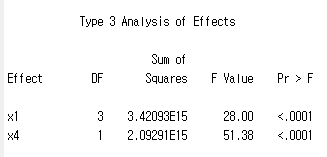 Type 3 Analysis of Effects
Sum of
Effect DF Squares F Value Pr > F
x1 3 3.42093E15 28.00 <.0001
x4 1 2.09291E15 51.38 <.0001